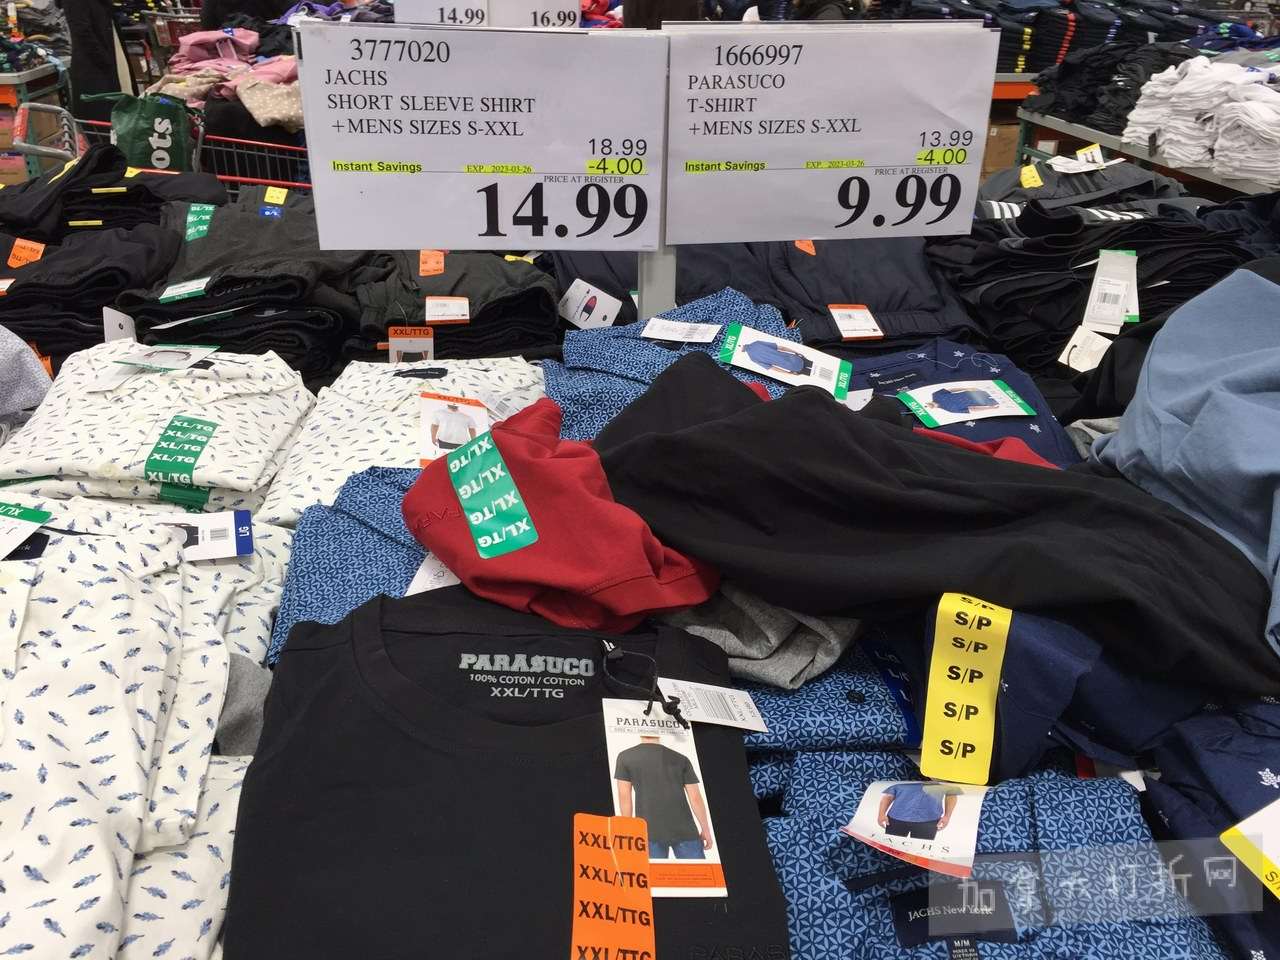 14.99
16.99
3777020
JACHS
SHORT SLEEVE SHIRT
+MENS SIZES S-XXL
18.99
Instant Savings EXP. 2023-03-26 -4.00
PRICE AT REGISTER
14.99
1666997
PARASUCO
T-SHIRT
+MENS SIZES S-XXL
13.99
Instant Savings EXP. 2023-03-26 -4.00
PRICE AT REGISTER
9.99
XXL/TTG
XL/TG
XL/TG
XL/TG
XL/TG
XL/TG
XL/TG
XL/TG
XL/TG
L/G
PARASUCO
100% COTON / COTTON
XXL/TTG
PARASUCO
XXL/TTG
XXL/TTG
XXL/TTG
XXL/TTG
S/P
S/P
S/P
S/P
S/P
S/P
JACHS
JACHS New York
M/M
加拿大打折网